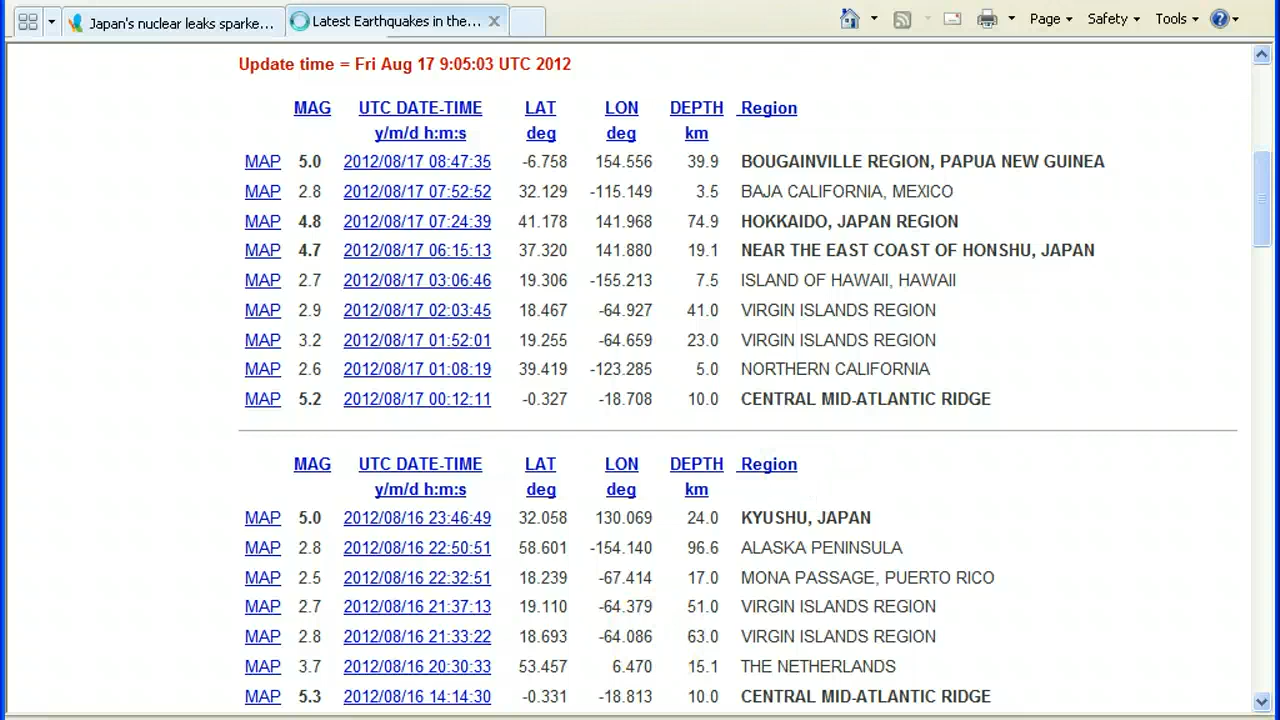 Japan's nuclear leaks sparke... Latest Earthquakes in the... Page Safety Tools
Update time = Fri Aug 17 9:05:03 UTC 2012
MAG UTC DATE-TIME LAT LON DEPTH Region
y/m/d h:m:s deg deg km
MAP 5.0 2012/08/17 08:47:35 -6.758 154.556 39.9 BOUGAINVILLE REGION, PAPUA NEW GUINEA
MAP 2.8 2012/08/17 07:52:52 32.129 -115.149 3.5 BAJA CALIFORNIA, MEXICO
MAP 4.8 2012/08/17 07:24:39 41.178 141.968 74.9 HOKKAIDO, JAPAN REGION
MAP 4.7 2012/08/17 06:15:13 37.320 141.880 19.1 NEAR THE EAST COAST OF HONSHU, JAPAN
MAP 2.7 2012/08/17 03:06:46 19.306 -155.213 7.5 ISLAND OF HAWAII, HAWAII
MAP 2.9 2012/08/17 02:03:45 18.467 -64.927 41.0 VIRGIN ISLANDS REGION
MAP 3.2 2012/08/17 01:52:01 19.255 -64.659 23.0 VIRGIN ISLANDS REGION
MAP 2.6 2012/08/17 01:08:19 39.419 -123.285 5.0 NORTHERN CALIFORNIA
MAP 5.2 2012/08/17 00:12:11 -0.327 -18.708 10.0 CENTRAL MID-ATLANTIC RIDGE
MAG UTC DATE-TIME LAT LON DEPTH Region
y/m/d h:m:s deg deg km
MAP 5.0 2012/08/16 23:46:49 32.058 130.069 24.0 KYUSHU, JAPAN
MAP 2.8 2012/08/16 22:50:51 58.601 -154.140 96.6 ALASKA PENINSULA
MAP 2.5 2012/08/16 22:32:51 18.239 -67.414 17.0 MONA PASSAGE, PUERTO RICO
MAP 2.7 2012/08/16 21:37:13 19.110 -64.379 51.0 VIRGIN ISLANDS REGION
MAP 2.8 2012/08/16 21:33:22 18.693 -64.086 63.0 VIRGIN ISLANDS REGION
MAP 3.7 2012/08/16 20:30:33 53.457 6.470 15.1 THE NETHERLANDS
MAP 5.3 2012/08/16 14:14:30 -0.331 -18.813 10.0 CENTRAL MID-ATLANTIC RIDGE